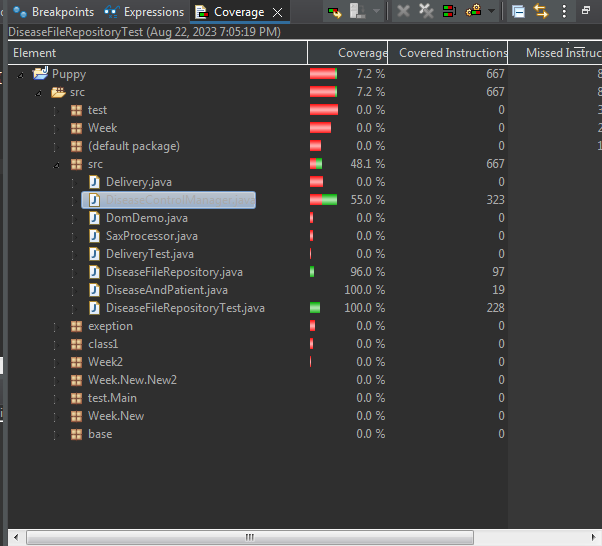 Breakpoints Expressions Coverage
DiseaseFileRepositoryTest (Aug 22, 2023 7:05:19 PM)
Element Coverage Covered Instructions Missed Instruc
Puppy 7.2 % 667 8
src 7.2 % 667 8
test 0.0 % 0 3
Week 0.0 % 0 2
(default package) 0.0 % 0 1
src 48.1 % 667
Delivery.java 0.0 % 0
DiseaseControlManager.java 55.0 % 323
DomDemo.java 0.0 % 0
SaxProcessor.java 0.0 % 0
DeliveryTest.java 0.0 % 0
DiseaseFileRepository.java 96.0 % 97
DiseaseAndPatient.java 100.0 % 19
DiseaseFileRepositoryTest.java 100.0 % 228
exeption 0.0 % 0
class1 0.0 % 0
Week2 0.0 % 0
Week.New.New2 0.0 % 0
test.Main 0.0 % 0
Week.New 0.0 % 0
base 0.0 % 0